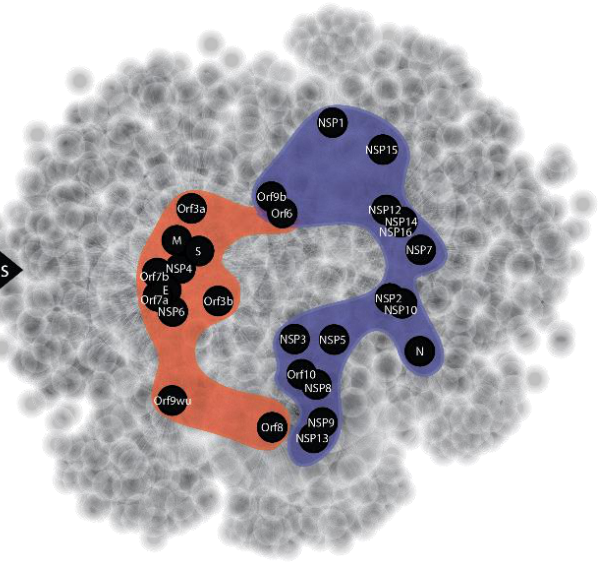 NSP1
NSP15
Orf9b
Orf6
Orf3a
NSP12
NSP14
NSP16
M
S
NSP7
NSP4
S
Orf7b
E
Orf7a
NSP6
Orf3b
NSP2
NSP10
NSP3
NSP5
N
Orf10
NSP8
Orf9wu
Orf8
NSP9
NSP13